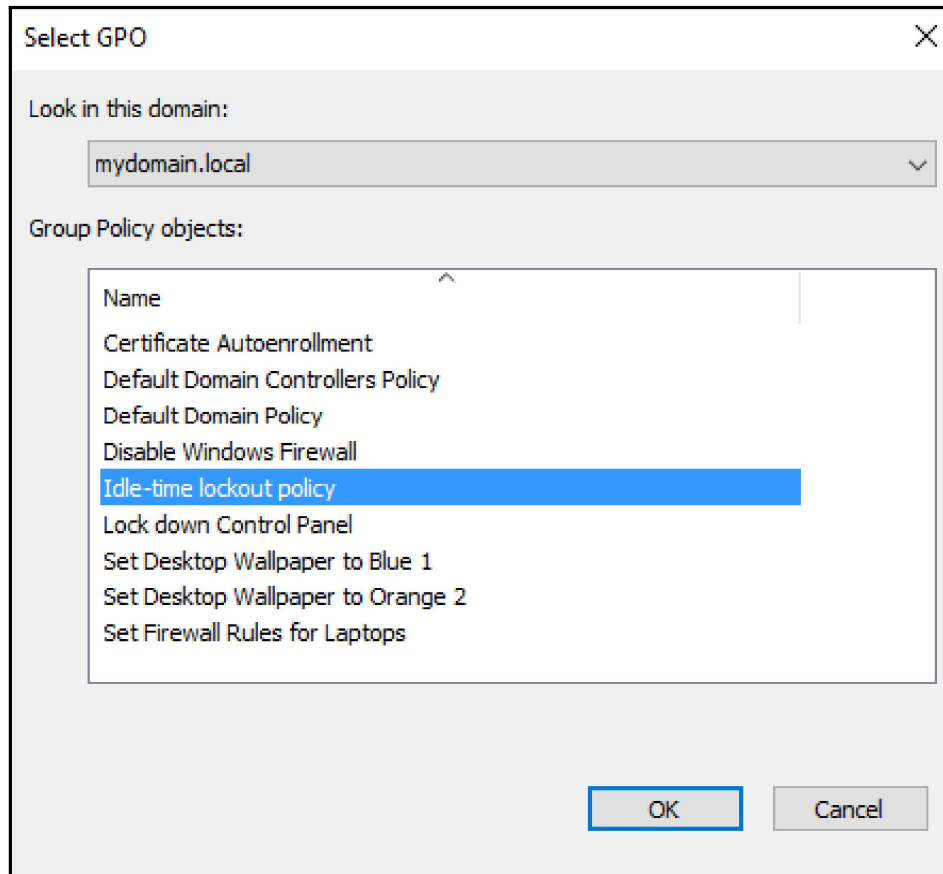 Select GPO
Look in this domain:
mydomain.local
Group Policy objects:
Name
Certificate Autoenrollment
Default Domain Controllers Policy
Default Domain Policy
Disable Windows Firewall
Idle-time lockout policy
Lock down Control Panel
Set Desktop Wallpaper to Blue 1
Set Desktop Wallpaper to Orange 2
Set Firewall Rules for Laptops
OK Cancel